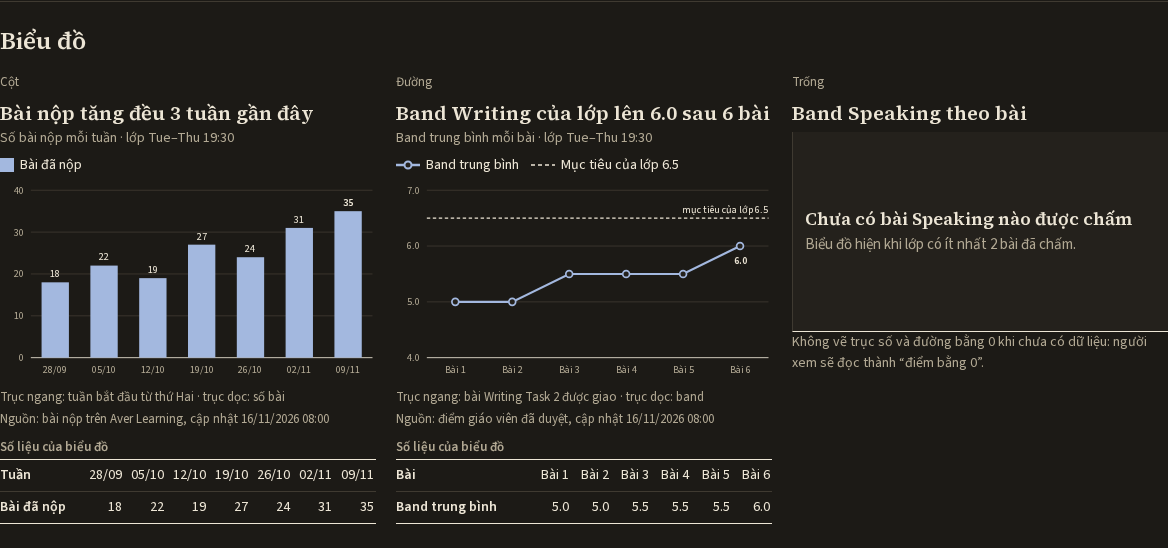 Biểu đồ
Cột
Bài nộp tăng đều 3 tuần gần đây
Số bài nộp mỗi tuần · lớp Tue–Thu 19:30
Bài đã nộp
40
30
20
10
0
18
22
19
27
24
31
35
28/09
05/10
12/10
19/10
26/10
02/11
09/11
Trục ngang: tuần bắt đầu từ thứ Hai · trục dọc: số bài
Nguồn: bài nộp trên Aver Learning, cập nhật 16/11/2026 08:00
Số liệu của biểu đồ
Tuần 28/09 05/10 12/10 19/10 26/10 02/11 09/11
Bài đã nộp 18 22 19 27 24 31 35
Đường
Band Writing của lớp lên 6.0 sau 6 bài
Band trung bình mỗi bài · lớp Tue–Thu 19:30
Band trung bình Mục tiêu của lớp 6.5
7.0
6.0
5.0
4.0
mục tiêu của lớp 6.5
6.0
Bài 1
Bài 2
Bài 3
Bài 4
Bài 5
Bài 6
Trục ngang: bài Writing Task 2 được giao · trục dọc: band
Nguồn: điểm giáo viên đã duyệt, cập nhật 16/11/2026 08:00
Số liệu của biểu đồ
Bài Bài 1 Bài 2 Bài 3 Bài 4 Bài 5 Bài 6
Band trung bình 5.0 5.0 5.5 5.5 5.5 6.0
Trống
Band Speaking theo bài
Chưa có bài Speaking nào được chấm
Biểu đồ hiện khi lớp có ít nhất 2 bài đã chấm.
Không vẽ trục số và đường bằng 0 khi chưa có dữ liệu: người
xem sẽ đọc thành “điểm bằng 0”.